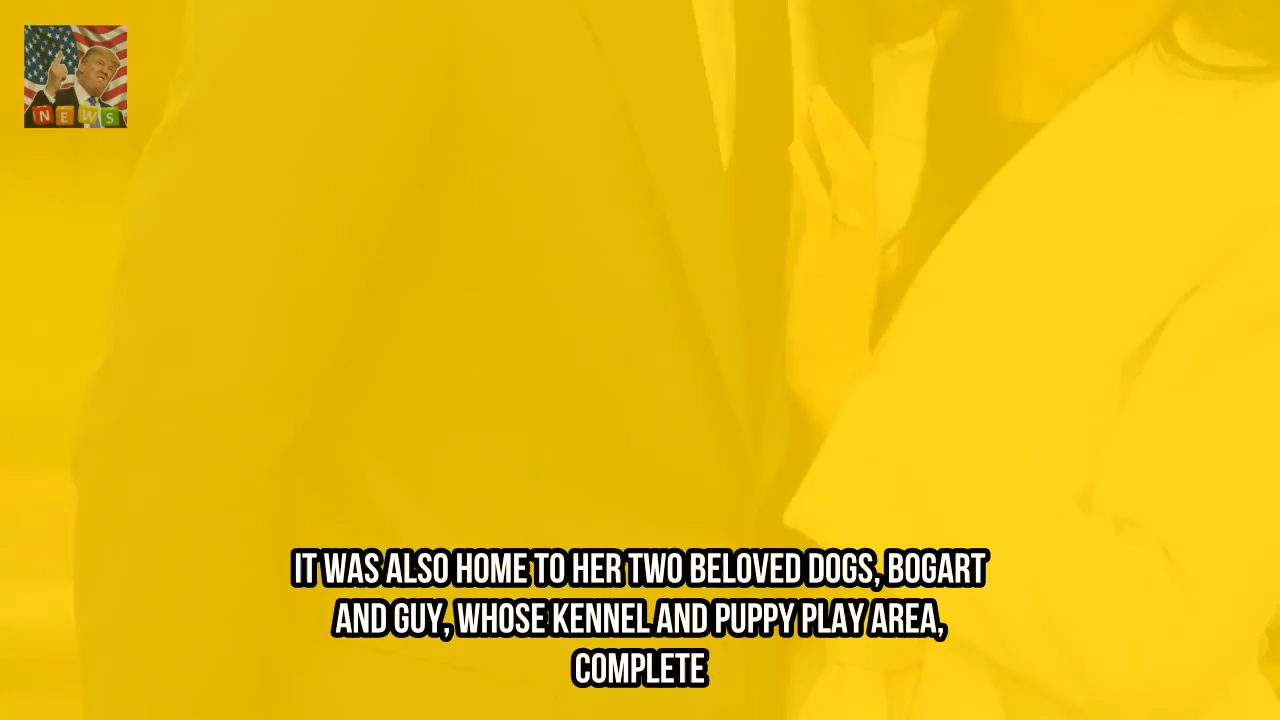 NEWS
IT WAS ALSO HOME TO HER TWO BELOVED DOGS, BOGART
AND GUY, WHOSE KENNEL AND PUPPY PLAY AREA,
COMPLETE